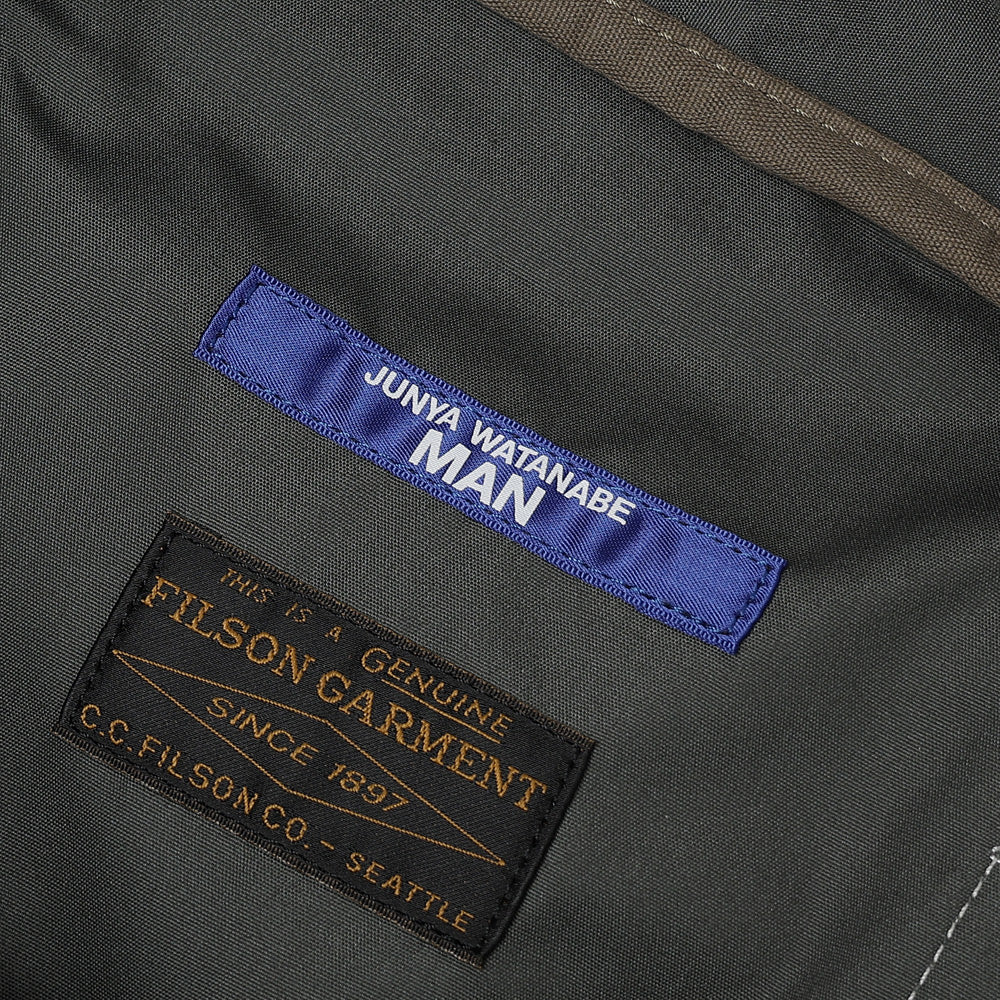 JUNYA WATANABE
MAN
THIS IS A GENUINE
FILSON GARMENT
SINCE 1897
C.C. FILSON CO. - SEATTLE